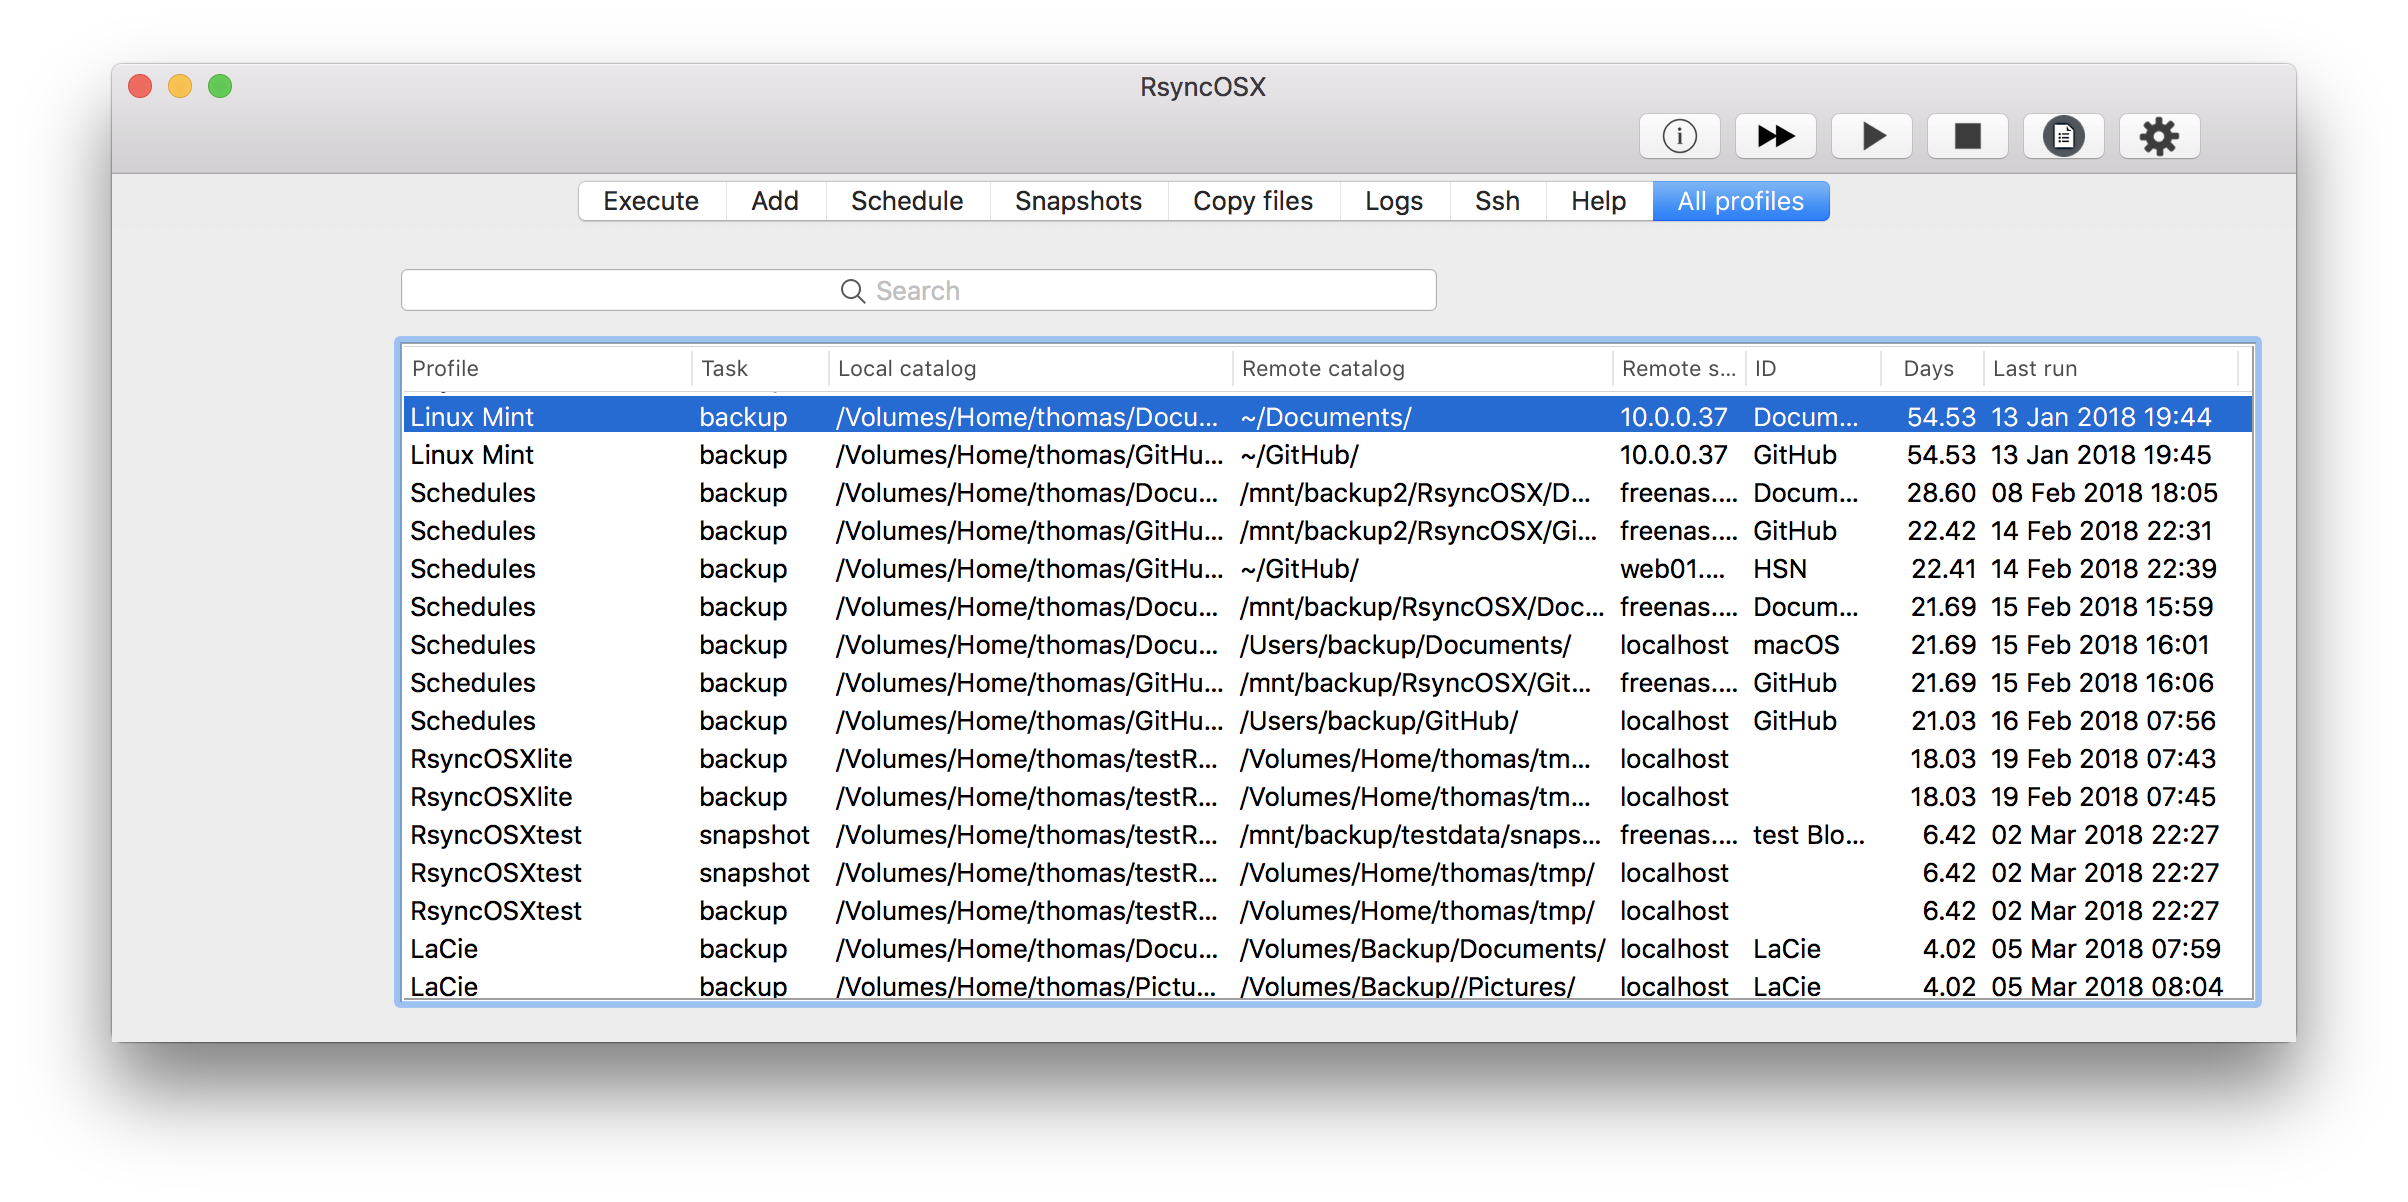 RsyncOSX
Execute Add Schedule Snapshots Copy files Logs Ssh Help All profiles
Search
Profile Task Local catalog Remote catalog Remote s... ID Days Last run
Linux Mint backup /Volumes/Home/thomas/Docu... ~/Documents/ 10.0.0.37 Docum... 54.53 13 Jan 2018 19:44
Linux Mint backup /Volumes/Home/thomas/GitHu... ~/GitHub/ 10.0.0.37 GitHub 54.53 13 Jan 2018 19:45
Schedules backup /Volumes/Home/thomas/Docu... /mnt/backup2/RsyncOSX/D... freenas.... Docum... 28.60 08 Feb 2018 18:05
Schedules backup /Volumes/Home/thomas/GitHu... /mnt/backup2/RsyncOSX/Gi... freenas.... GitHub 22.42 14 Feb 2018 22:31
Schedules backup /Volumes/Home/thomas/GitHu... ~/GitHub/ web01.... HSN 22.41 14 Feb 2018 22:39
Schedules backup /Volumes/Home/thomas/Docu... /mnt/backup/RsyncOSX/Doc... freenas.... Docum... 21.69 15 Feb 2018 15:59
Schedules backup /Volumes/Home/thomas/Docu... /Users/backup/Documents/ localhost macOS 21.69 15 Feb 2018 16:01
Schedules backup /Volumes/Home/thomas/GitHu... /mnt/backup/RsyncOSX/Git... freenas.... GitHub 21.69 15 Feb 2018 16:06
Schedules backup /Volumes/Home/thomas/GitHu... /Users/backup/GitHub/ localhost GitHub 21.03 16 Feb 2018 07:56
RsyncOSXlite backup /Volumes/Home/thomas/testR... /Volumes/Home/thomas/tm... localhost 18.03 19 Feb 2018 07:43
RsyncOSXlite backup /Volumes/Home/thomas/testR... /Volumes/Home/thomas/tm... localhost 18.03 19 Feb 2018 07:45
RsyncOSXtest snapshot /Volumes/Home/thomas/testR... /mnt/backup/testdata/snaps... freenas.... test Blo... 6.42 02 Mar 2018 22:27
RsyncOSXtest snapshot /Volumes/Home/thomas/testR... /Volumes/Home/thomas/tmp/ localhost 6.42 02 Mar 2018 22:27
RsyncOSXtest backup /Volumes/Home/thomas/testR... /Volumes/Home/thomas/tmp/ localhost 6.42 02 Mar 2018 22:27
LaCie backup /Volumes/Home/thomas/Docu... /Volumes/Backup/Documents/ localhost LaCie 4.02 05 Mar 2018 07:59
LaCie backup /Volumes/Home/thomas/Pictu... /Volumes/Backup//Pictures/ localhost LaCie 4.02 05 Mar 2018 08:04